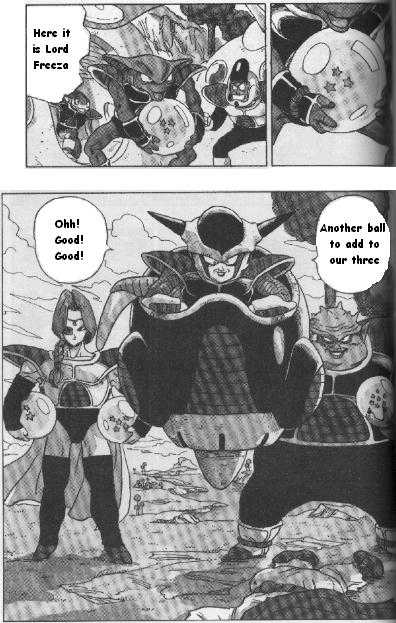 Here it
is Lord
Freeza
Ohh!
Good!
Good!
Another ball
to add to
our three